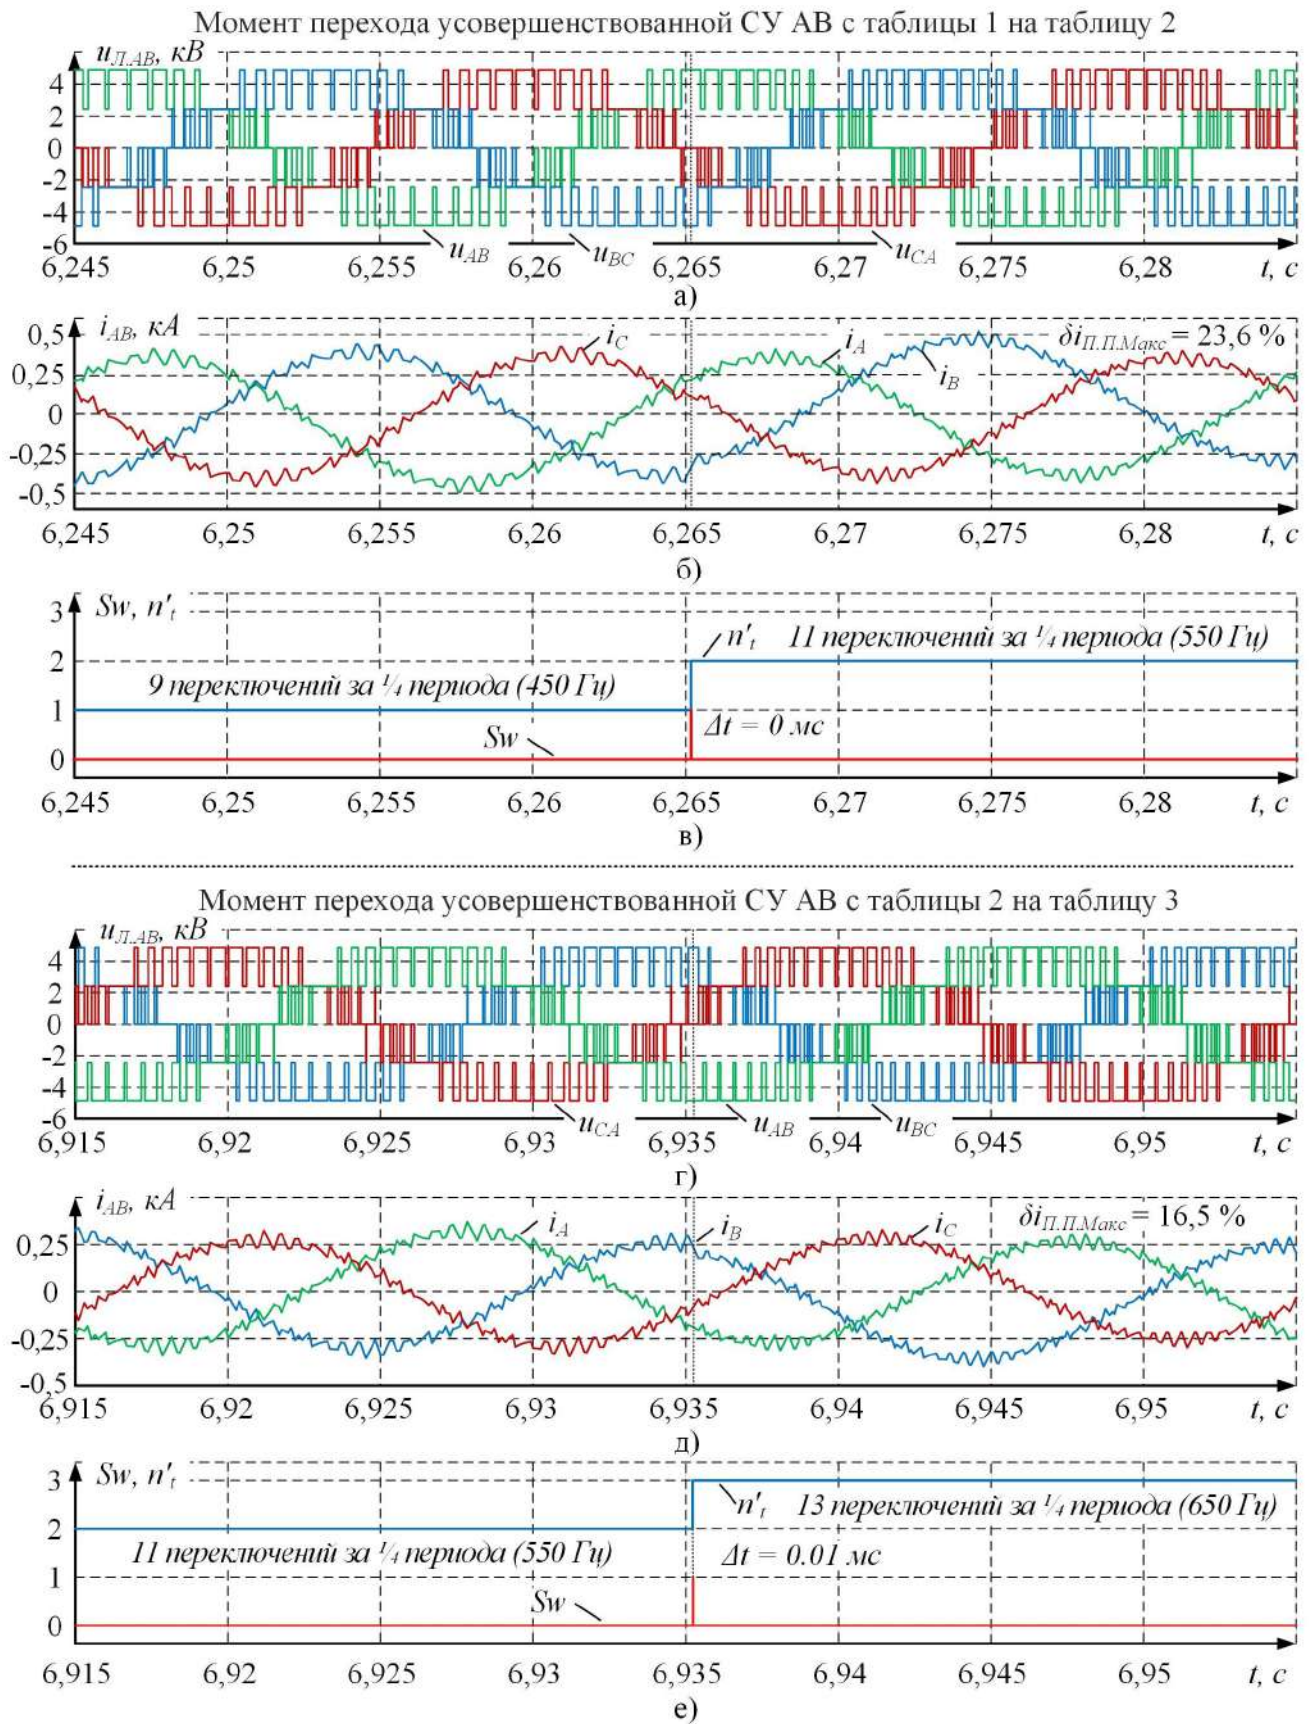 Момент перехода усовершенствованной СУ АВ с таблицы 1 на таблицу 2
u_Л.АВ, кВ
4
2
0
-2
-4
-6
u_AB u_BC u_CA
6,245 6,25 6,255 6,26 6,265 6,27 6,275 6,28 t, с
а)
i_АВ, кА
0,5
0,25
0
-0,25
-0,5
i_C i_A i_B
δi_П.П.Макс = 23,6 %
6,245 6,25 6,255 6,26 6,265 6,27 6,275 6,28 t, с
б)
Sw, n'_t
3
2
1
0
n'_t 11 переключений за ¼ периода (550 Гц)
9 переключений за ¼ периода (450 Гц)
Δt = 0 мс
Sw
6,245 6,25 6,255 6,26 6,265 6,27 6,275 6,28 t, с
в)
Момент перехода усовершенствованной СУ АВ с таблицы 2 на таблицу 3
u_Л.АВ, кВ
4
2
0
-2
-4
-6
u_CA u_AB u_BC
6,915 6,92 6,925 6,93 6,935 6,94 6,945 6,95 t, с
г)
i_АВ, кА
0,25
0
-0,25
-0,5
i_A i_B i_C
δi_П.П.Макс = 16,5 %
6,915 6,92 6,925 6,93 6,935 6,94 6,945 6,95 t, с
д)
Sw, n'_t
3
2
1
0
n'_t 13 переключений за ¼ периода (650 Гц)
11 переключений за ¼ периода (550 Гц)
Δt = 0.01 мс
Sw
6,915 6,92 6,925 6,93 6,935 6,94 6,945 6,95 t, с
е)